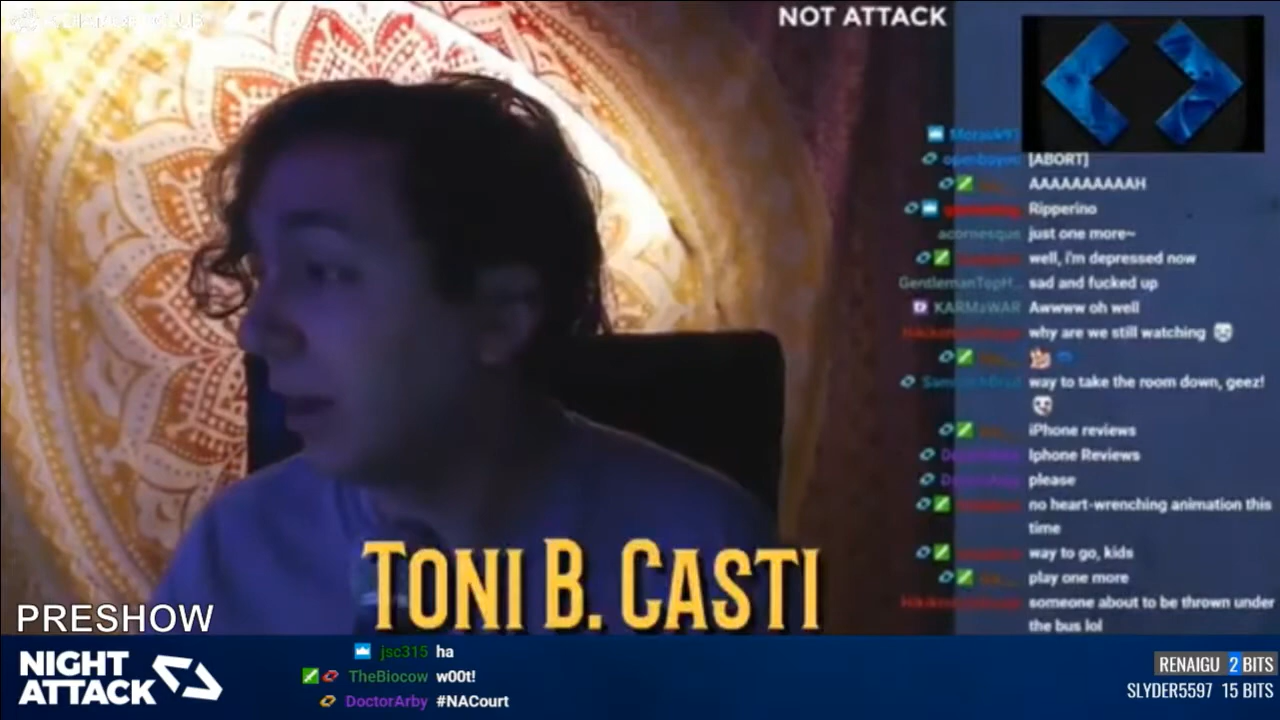 NOT ATTACK
[ABORT]
AAAAAAAAAAH
Ripperino
acornesque just one more~
well, i'm depressed now
GentlemanTopH... sad and fucked up
KARMaWAR Awwww oh well
why are we still watching
way to take the room down, geez!
iPhone reviews
Iphone Reviews
please
no heart-wrenching animation this
time
way to go, kids
play one more
someone about to be thrown under
the bus lol
TONI B. CASTI
PRESHOW
NIGHT
ATTACK
jsc315 ha
TheBiocow w00t!
DoctorArby #NACourt
RENAIGU 2 BITS
SLYDER5597 15 BITS